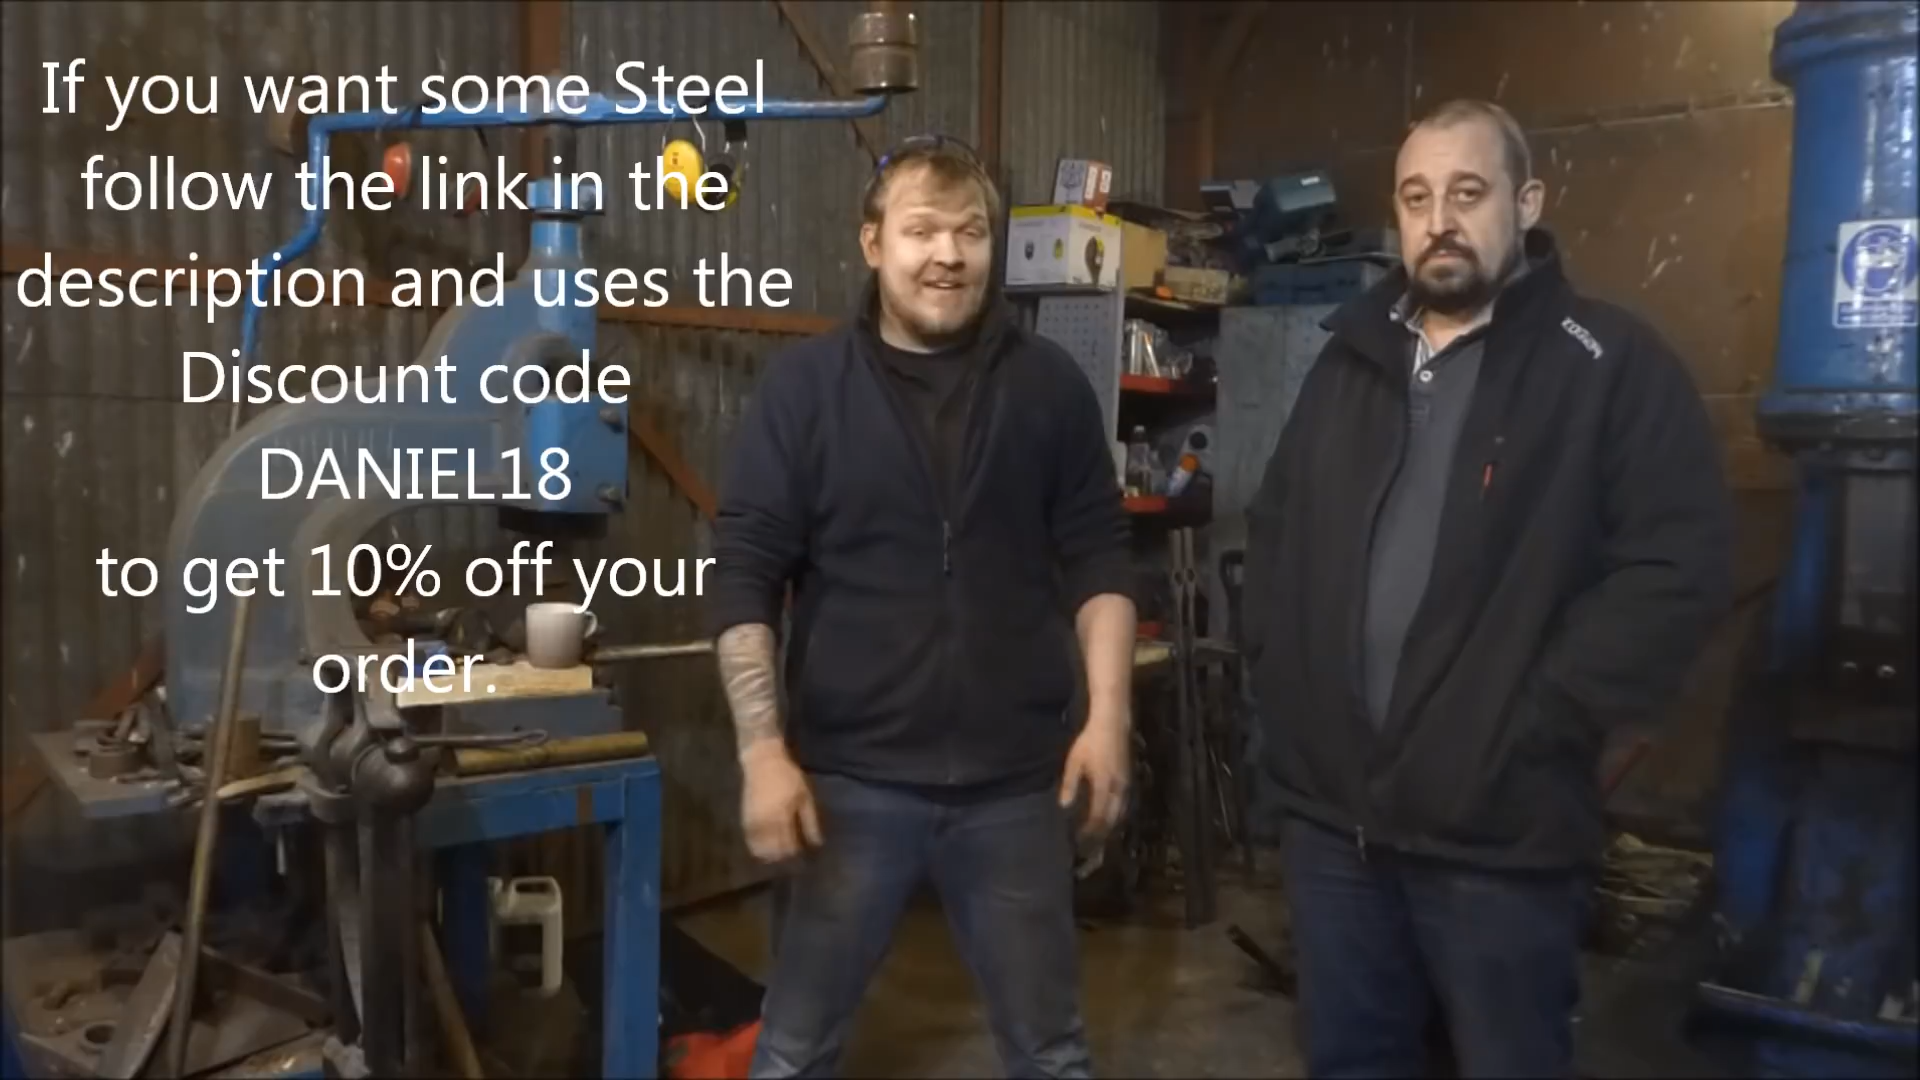 If you want some Steel
follow the link in the
description and uses the
Discount code
DANIEL18
to get 10% off your
order.